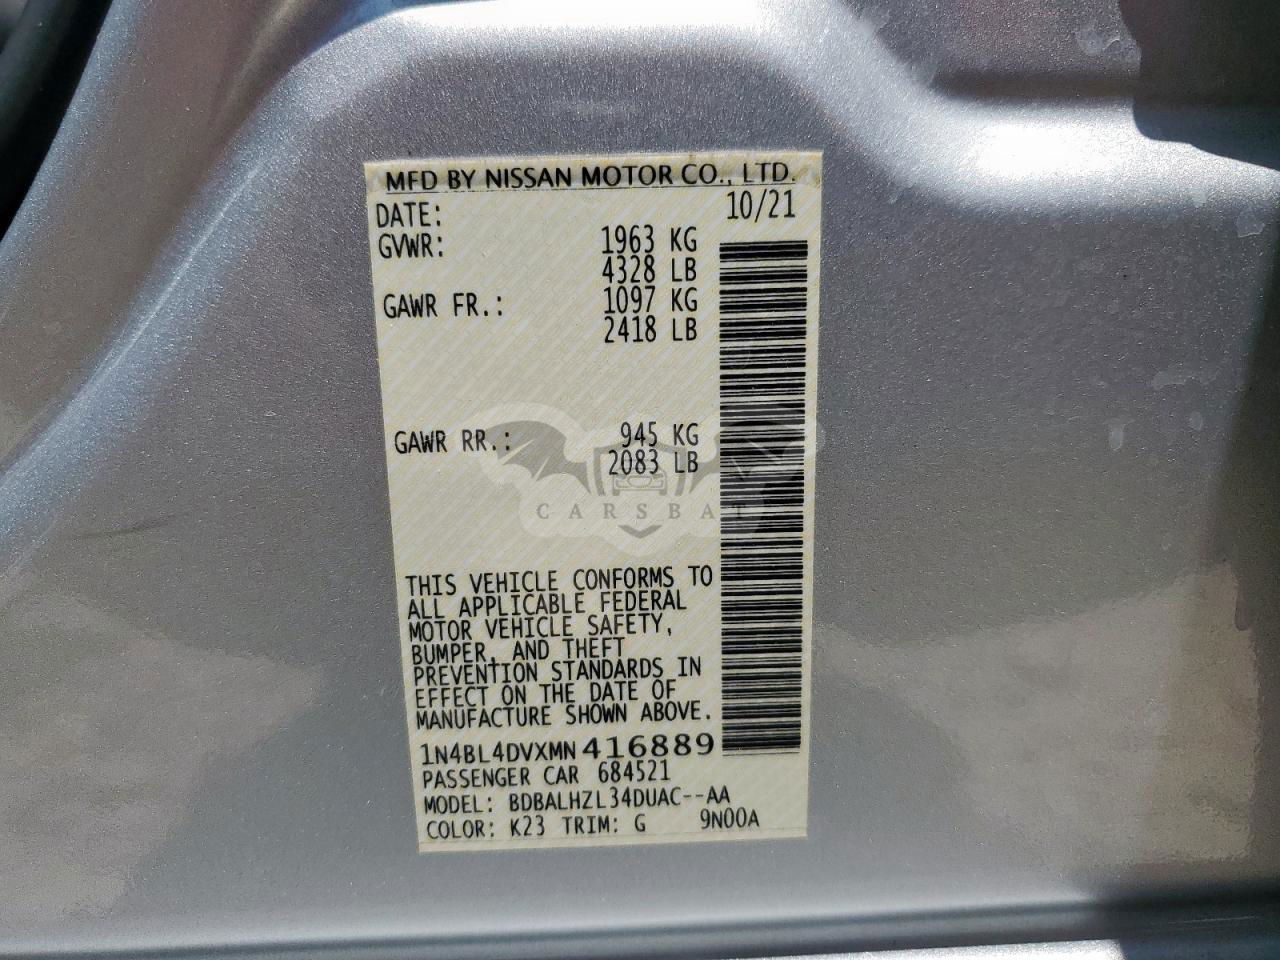 MFD BY NISSAN MOTOR CO., LTD.
DATE: 10/21
GVWR: 1963 KG
4328 LB
GAWR FR.: 1097 KG
2418 LB
GAWR RR.: 945 KG
2083 LB
CARSBAT
THIS VEHICLE CONFORMS TO
ALL APPLICABLE FEDERAL
MOTOR VEHICLE SAFETY,
BUMPER, AND THEFT
PREVENTION STANDARDS IN
EFFECT ON THE DATE OF
MANUFACTURE SHOWN ABOVE.
1N4BL4DVXMN416889
PASSENGER CAR 684521
MODEL: BDBALHZL34DUAC--AA
COLOR: K23 TRIM: G 9N00A